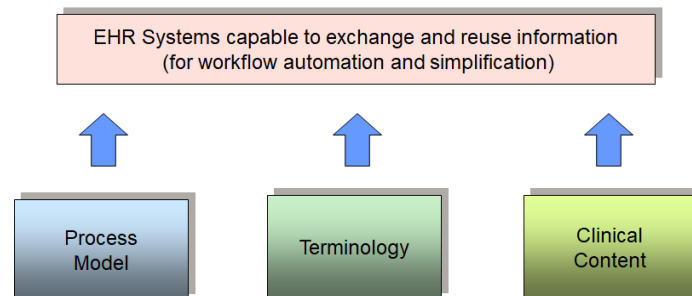 EHR Systems capable to exchange and reuse information
(for workflow automation and simplification)
Process
Model
Terminology
Clinical
Content